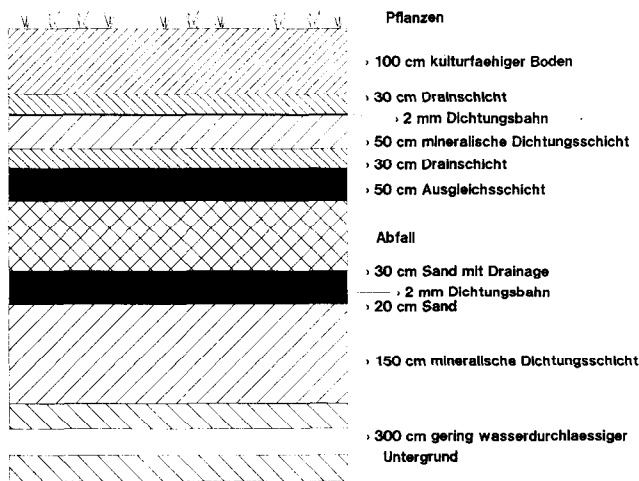 Pflanzen
› 100 cm kulturfaehiger Boden
› 30 cm Drainschicht
› 2 mm Dichtungsbahn
› 50 cm mineralische Dichtungsschicht
› 30 cm Drainschicht
› 50 cm Ausgleichsschicht
Abfall
› 30 cm Sand mit Drainage
› 2 mm Dichtungsbahn
› 20 cm Sand
› 150 cm mineralische Dichtungsschicht
› 300 cm gering wasserdurchlaessiger
Untergrund